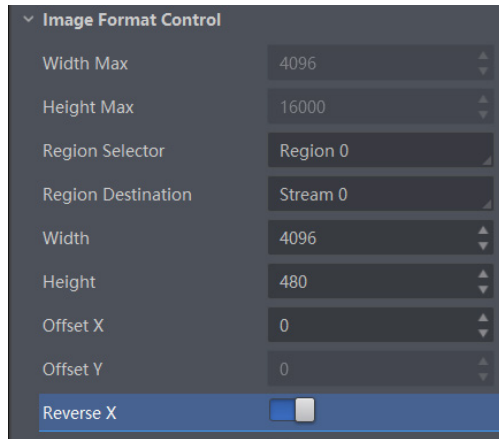 Image Format Control
Width Max 4096
Height Max 16000
Region Selector Region 0
Region Destination Stream 0
Width 4096
Height 480
Offset X 0
Offset Y 0
Reverse X